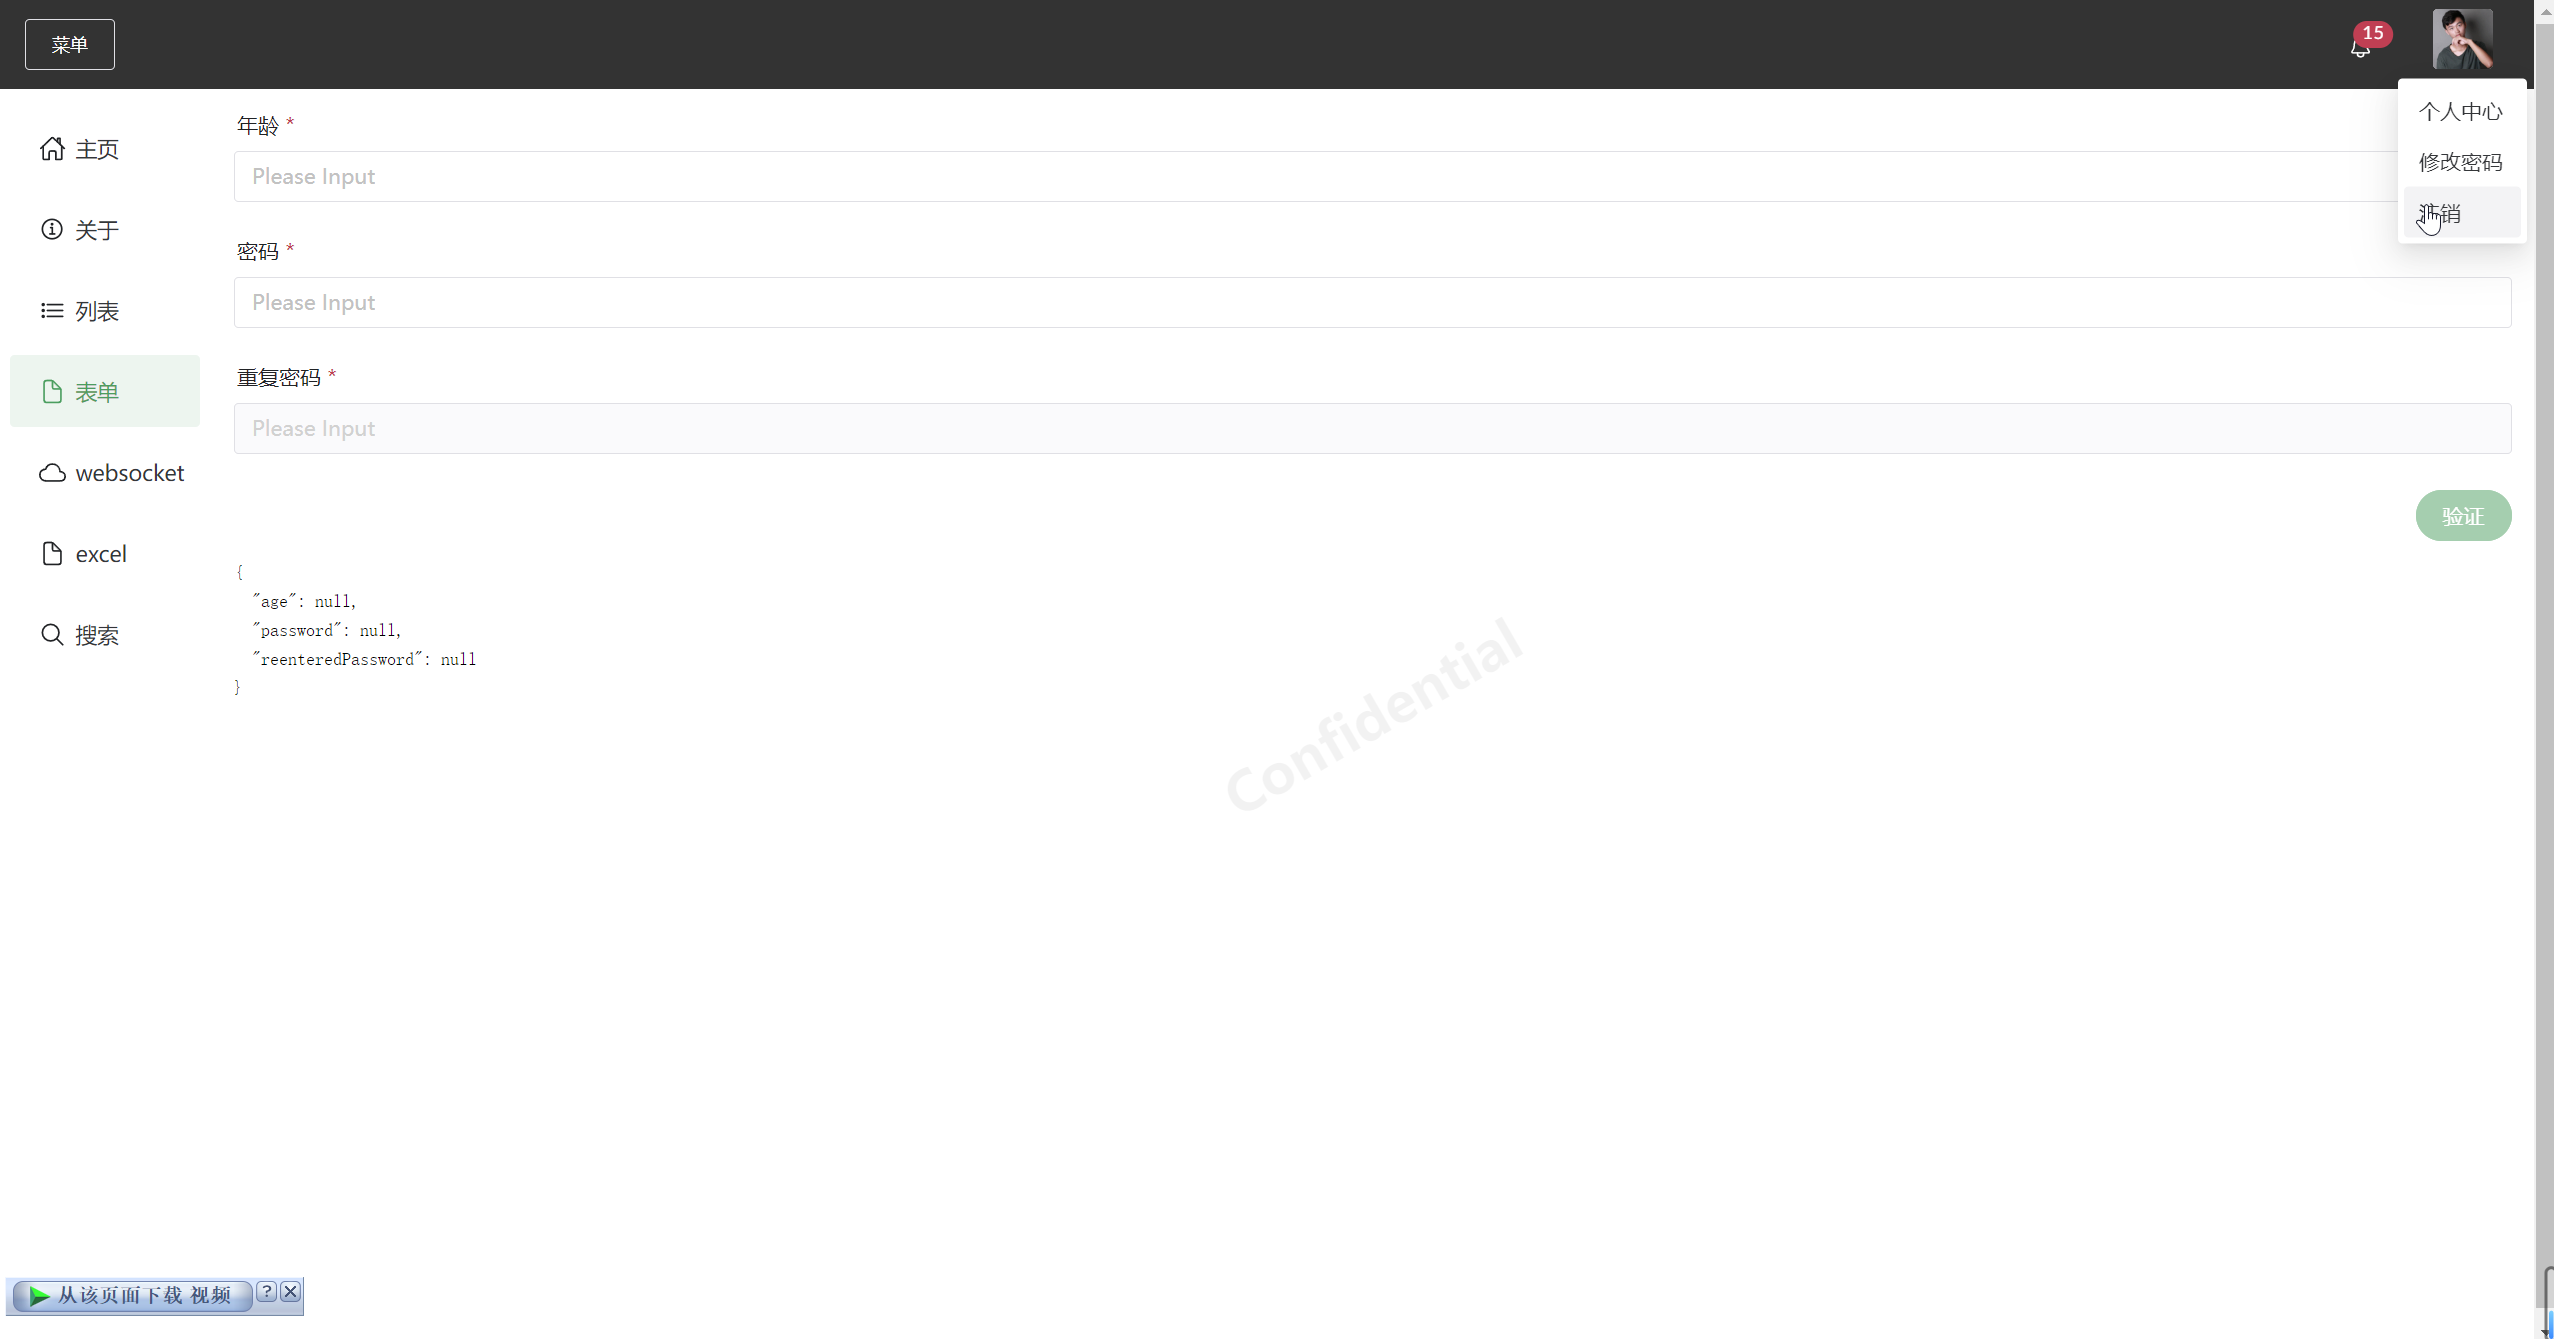 菜单
15
个人中心
修改密码
销
主页
关于
列表
表单
websocket
excel
搜索
年龄 *
Please Input
密码 *
Please Input
重复密码 *
Please Input
验证
{
"age": null,
"password": null,
"reenteredPassword": null
}
Confidential
从该页面下载 视频
?